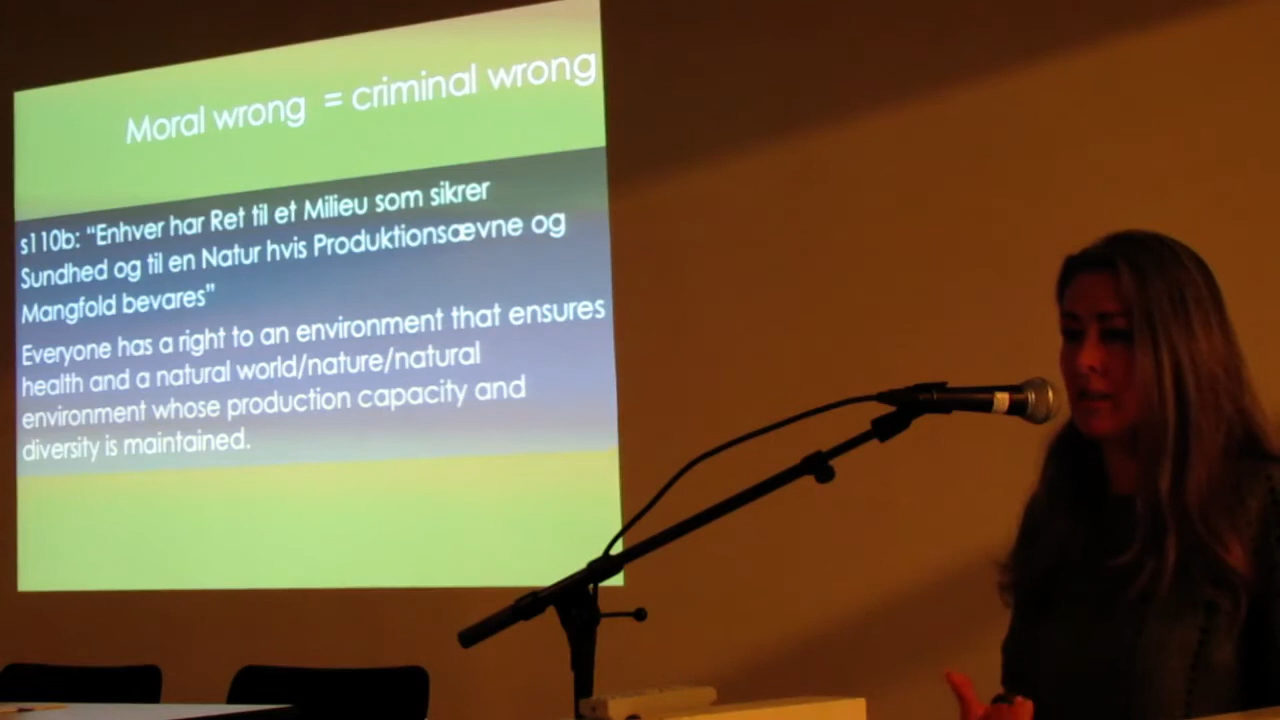 Moral wrong = criminal wrong
s110b: “Enhver har Ret til et Milieu som sikrer
Sundhed og til en Natur hvis Produktionsævne og
Mangfold bevares”
Everyone has a right to an environment that ensures
health and a natural world/nature/natural
environment whose production capacity and
diversity is maintained.